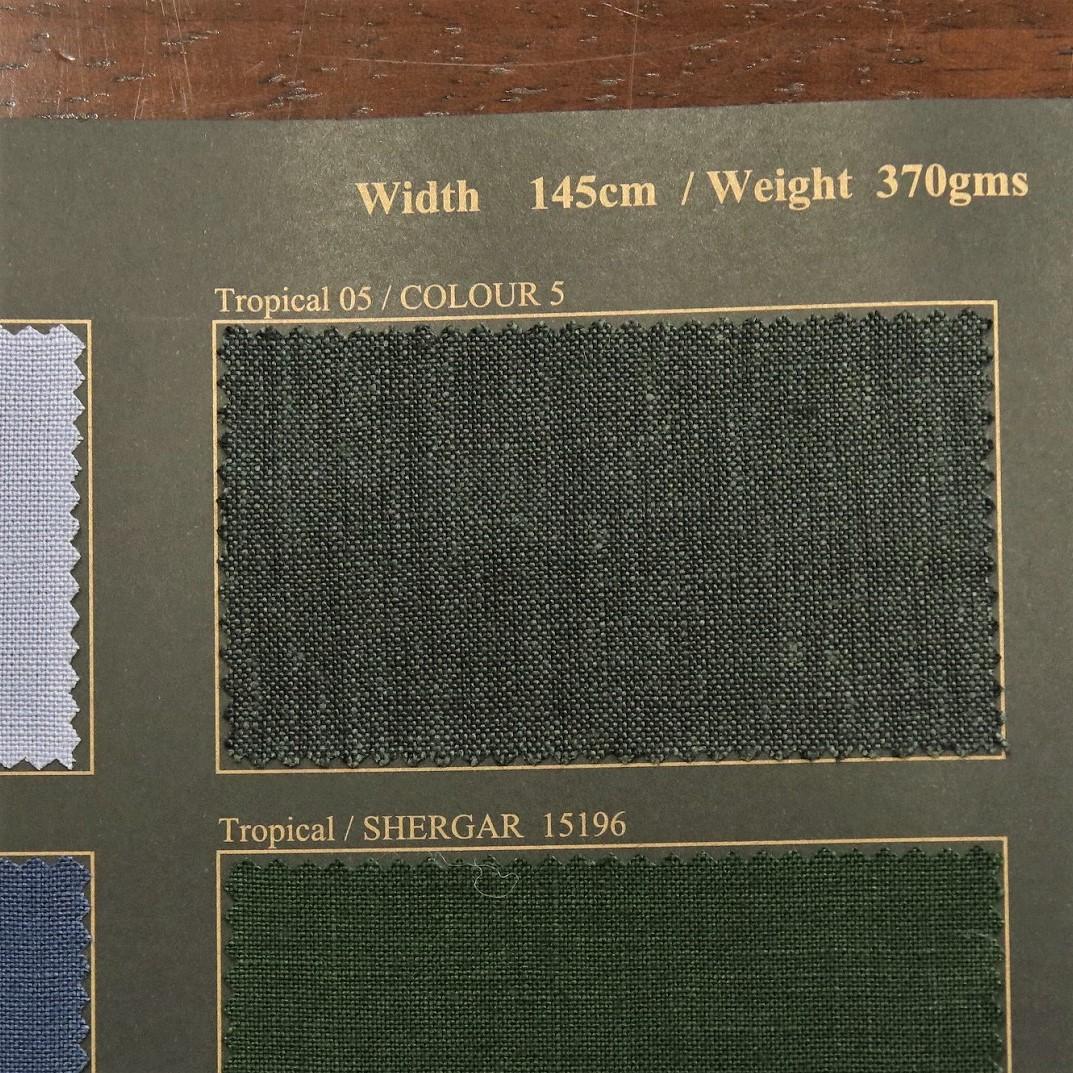 Width 145cm / Weight 370gms
Tropical 05 / COLOUR 5
Tropical / SHERGAR 15196